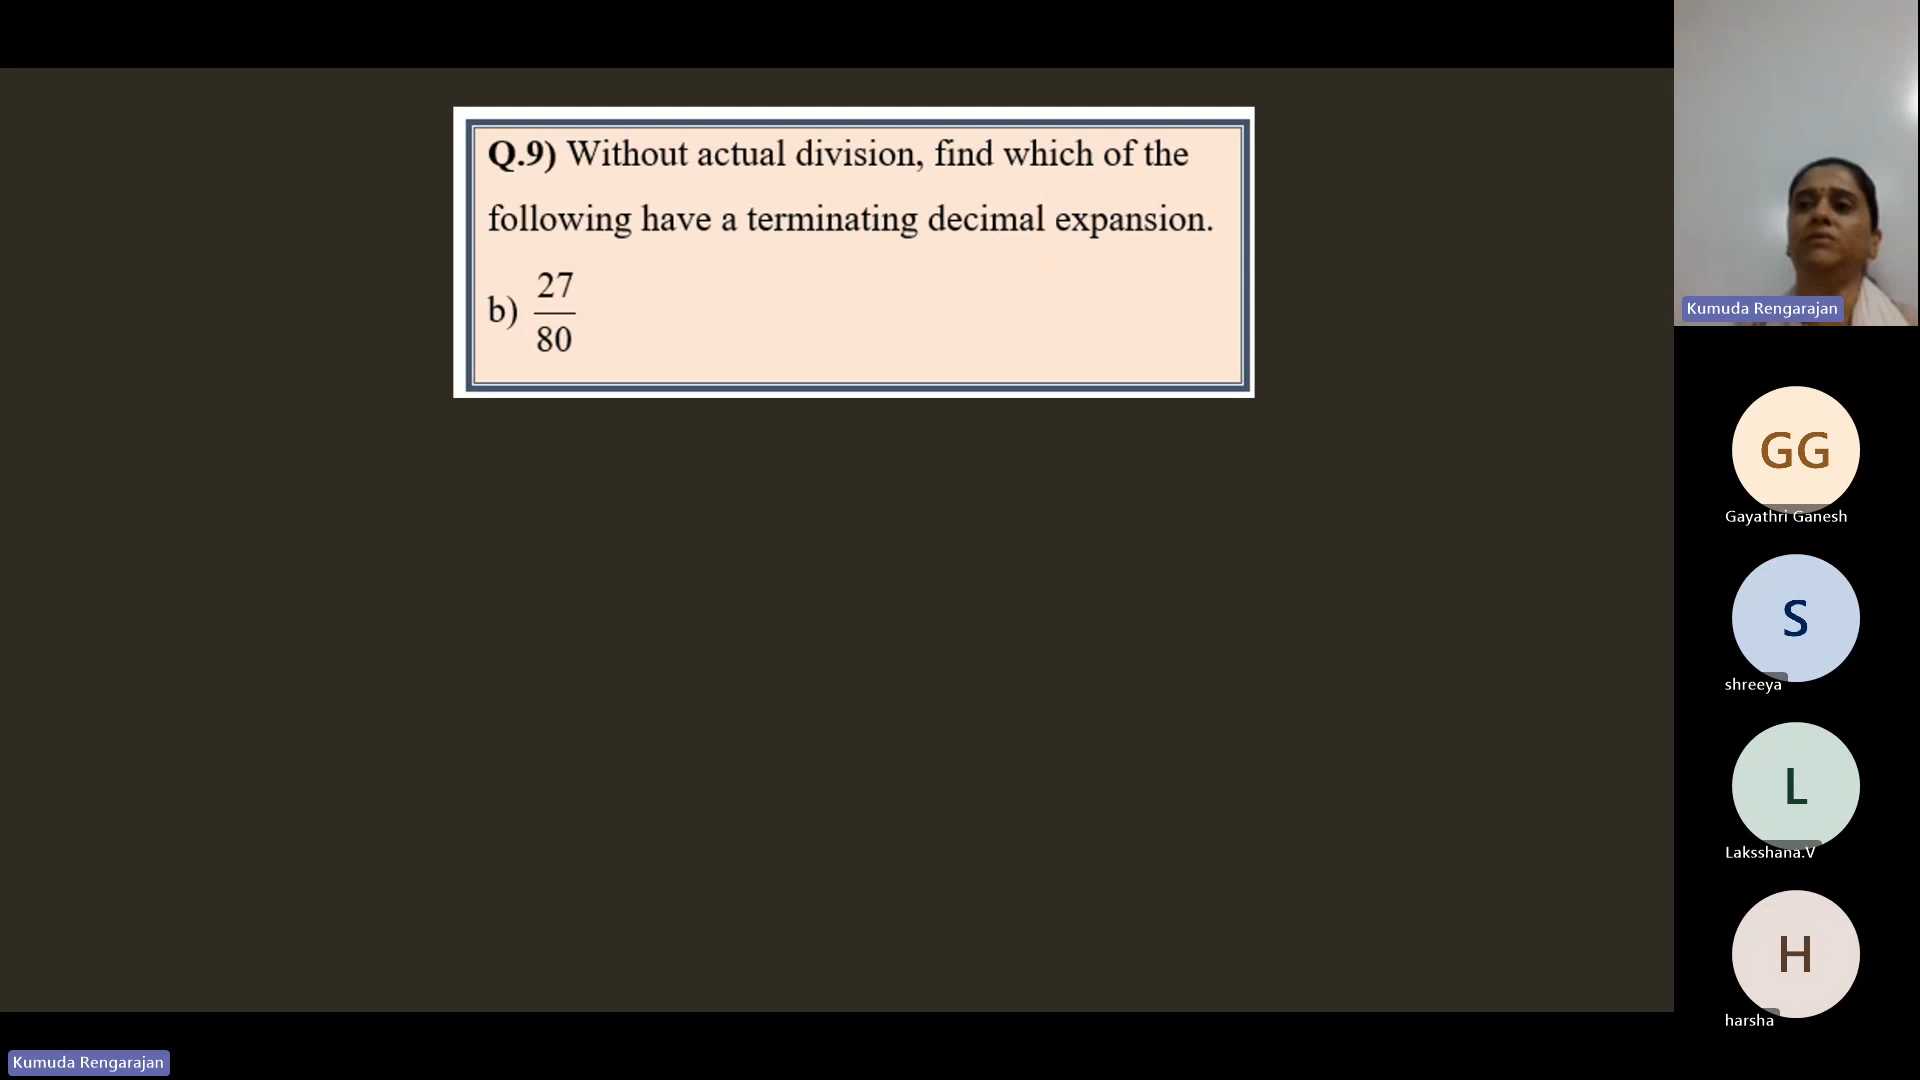 Q.9) Without actual division, find which of the
following have a terminating decimal expansion.
b) 27/80
Kumuda Rengarajan
GG
Gayathri Ganesh
S
shreeya
L
Laksshana.V
H
harsha
Kumuda Rengarajan